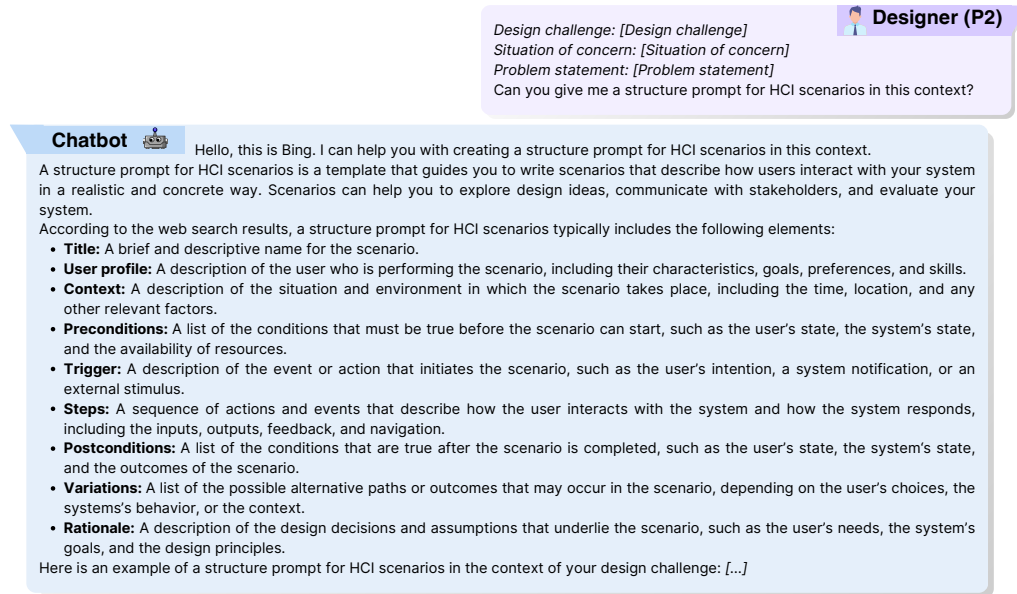 Designer (P2)
Design challenge: [Design challenge]
Situation of concern: [Situation of concern]
Problem statement: [Problem statement]
Can you give me a structure prompt for HCI scenarios in this context?
Chatbot
Hello, this is Bing. I can help you with creating a structure prompt for HCI scenarios in this context.
A structure prompt for HCI scenarios is a template that guides you to write scenarios that describe how users interact with your system
in a realistic and concrete way. Scenarios can help you to explore design ideas, communicate with stakeholders, and evaluate your
system.
According to the web search results, a structure prompt for HCI scenarios typically includes the following elements:
• Title: A brief and descriptive name for the scenario.
• User profile: A description of the user who is performing the scenario, including their characteristics, goals, preferences, and skills.
• Context: A description of the situation and environment in which the scenario takes place, including the time, location, and any
other relevant factors.
• Preconditions: A list of the conditions that must be true before the scenario can start, such as the user's state, the system's state,
and the availability of resources.
• Trigger: A description of the event or action that initiates the scenario, such as the user's intention, a system notification, or an
external stimulus.
• Steps: A sequence of actions and events that describe how the user interacts with the system and how the system responds,
including the inputs, outputs, feedback, and navigation.
• Postconditions: A list of the conditions that are true after the scenario is completed, such as the user's state, the system's state,
and the outcomes of the scenario.
• Variations: A list of the possible alternative paths or outcomes that may occur in the scenario, depending on the user's choices, the
systems's behavior, or the context.
• Rationale: A description of the design decisions and assumptions that underlie the scenario, such as the user's needs, the system's
goals, and the design principles.
Here is an example of a structure prompt for HCI scenarios in the context of your design challenge: [...]